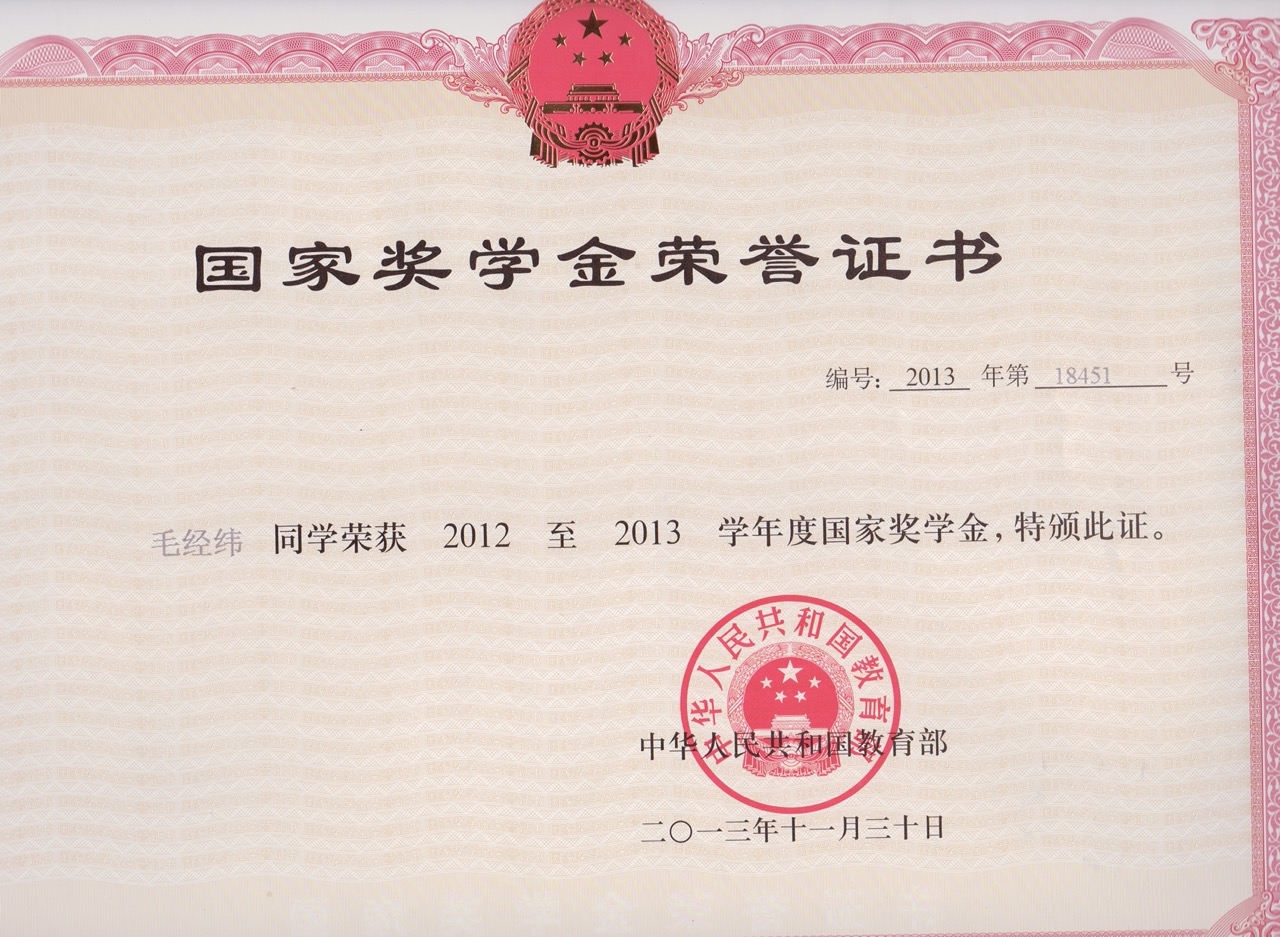 国家奖学金荣誉证书
编号: 2013 年第 18451 号
毛经纬 同学荣获 2012 至 2013 学年度国家奖学金，特颁此证。
中华人民共和国教育部
中华人民共和国教育部
二〇一三年十一月三十日